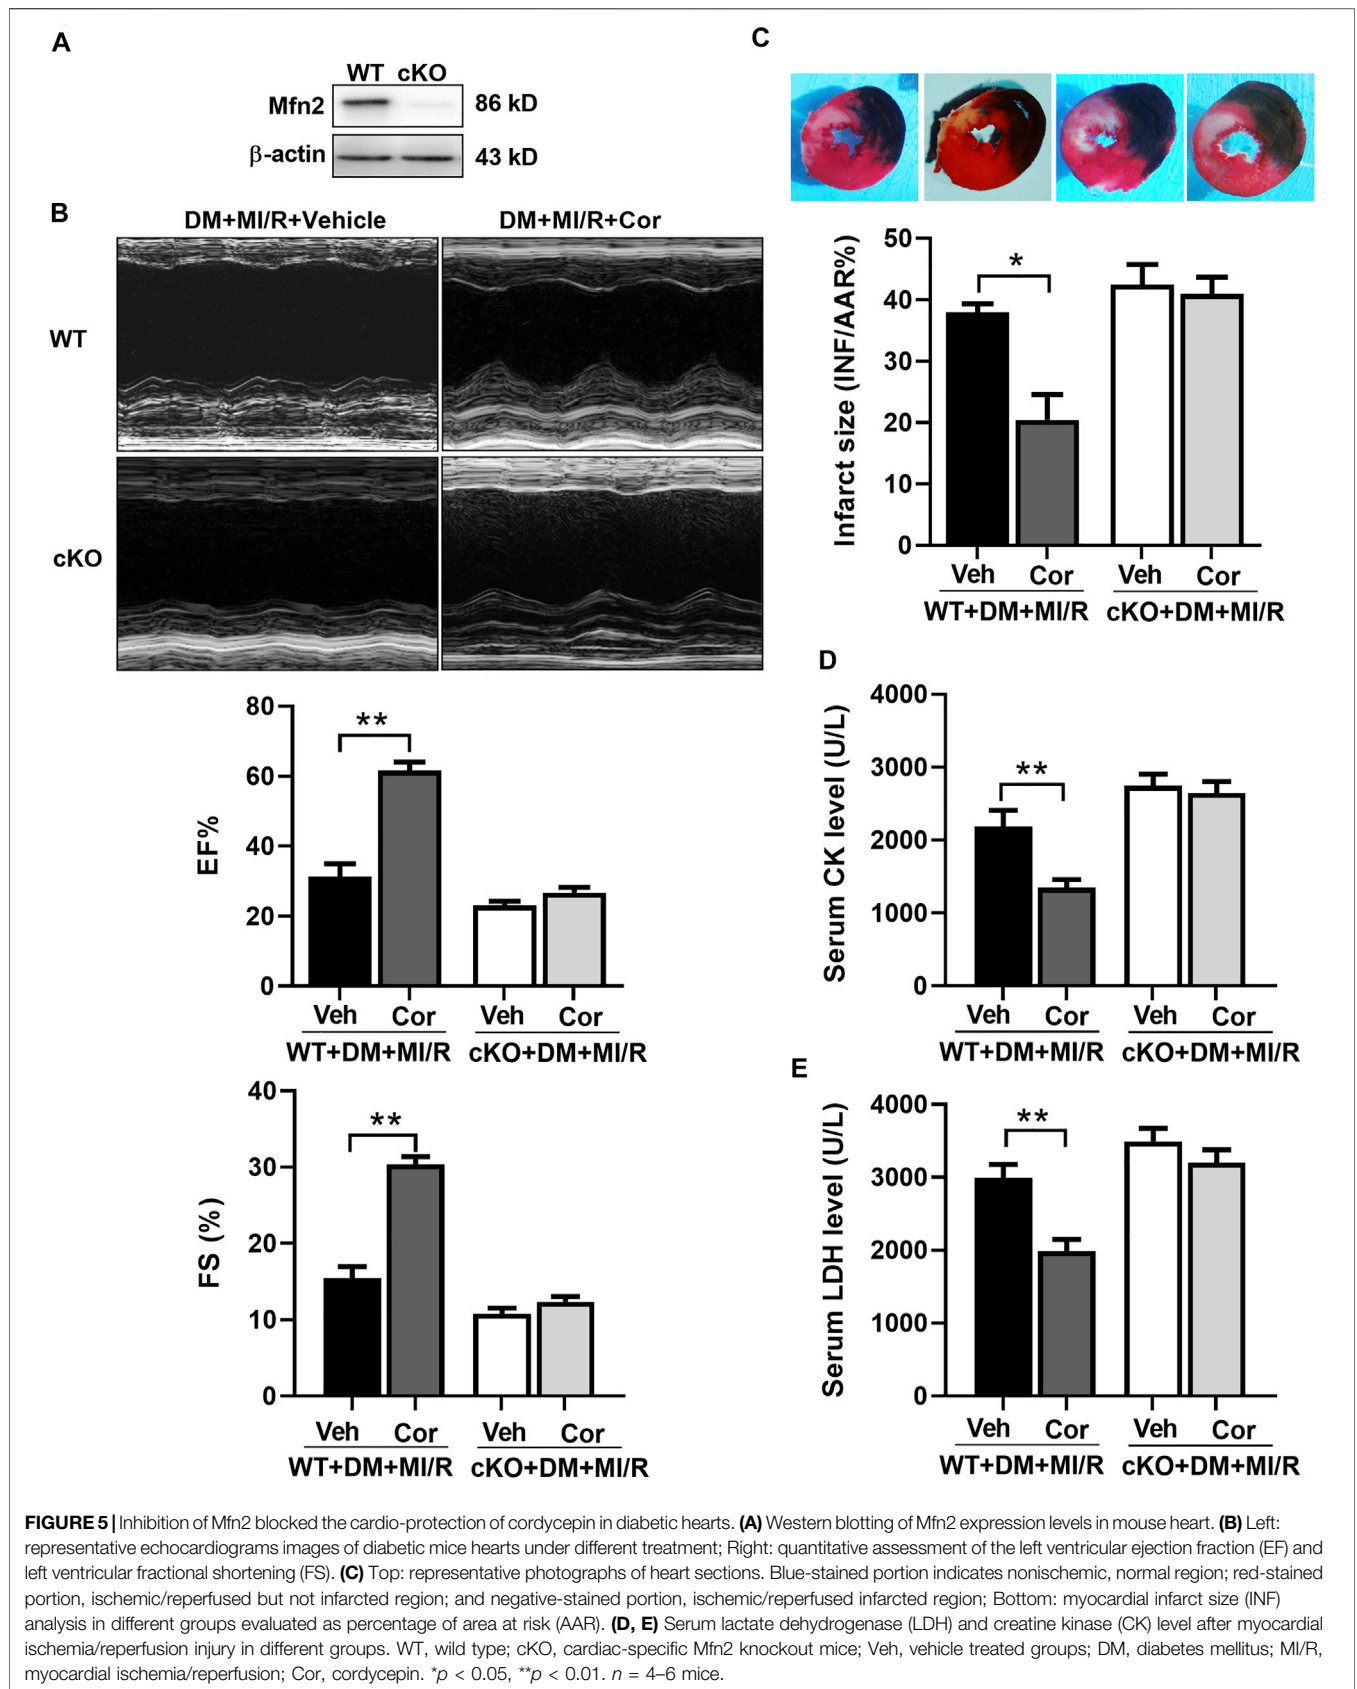 A
WT cKO
Mfn2
86 kD
β-actin
43 kD
B
DM+MI/R+Vehicle
DM+MI/R+Cor
WT
cKO
80
60
40
20
0
EF%
**
Veh
Cor
Veh
Cor
WT+DM+MI/R
cKO+DM+MI/R
40
30
20
10
0
FS (%)
**
Veh
Cor
Veh
Cor
WT+DM+MI/R
cKO+DM+MI/R
C
50
40
30
20
10
0
Infarct size (INF/AAR%)
*
Veh
Cor
Veh
Cor
WT+DM+MI/R
cKO+DM+MI/R
D
4000
3000
2000
1000
0
Serum CK level (U/L)
**
Veh
Cor
Veh
Cor
WT+DM+MI/R
cKO+DM+MI/R
E
4000
3000
2000
1000
0
Serum LDH level (U/L)
**
Veh
Cor
Veh
Cor
WT+DM+MI/R
cKO+DM+MI/R
FIGURE 5 | Inhibition of Mfn2 blocked the cardio-protection of cordycepin in diabetic hearts. (A) Western blotting of Mfn2 expression levels in mouse heart. (B) Left:
representative echocardiograms images of diabetic mice hearts under different treatment; Right: quantitative assessment of the left ventricular ejection fraction (EF) and
left ventricular fractional shortening (FS). (C) Top: representative photographs of heart sections. Blue-stained portion indicates nonischemic, normal region; red-stained
portion, ischemic/reperfused but not infarcted region; and negative-stained portion, ischemic/reperfused infarcted region; Bottom: myocardial infarct size (INF)
analysis in different groups evaluated as percentage of area at risk (AAR). (D, E) Serum lactate dehydrogenase (LDH) and creatine kinase (CK) level after myocardial
ischemia/reperfusion injury in different groups. WT, wild type; cKO, cardiac-specific Mfn2 knockout mice; Veh, vehicle treated groups; DM, diabetes mellitus; MI/R,
myocardial ischemia/reperfusion; Cor, cordycepin. *p < 0.05, **p < 0.01. n = 4–6 mice.